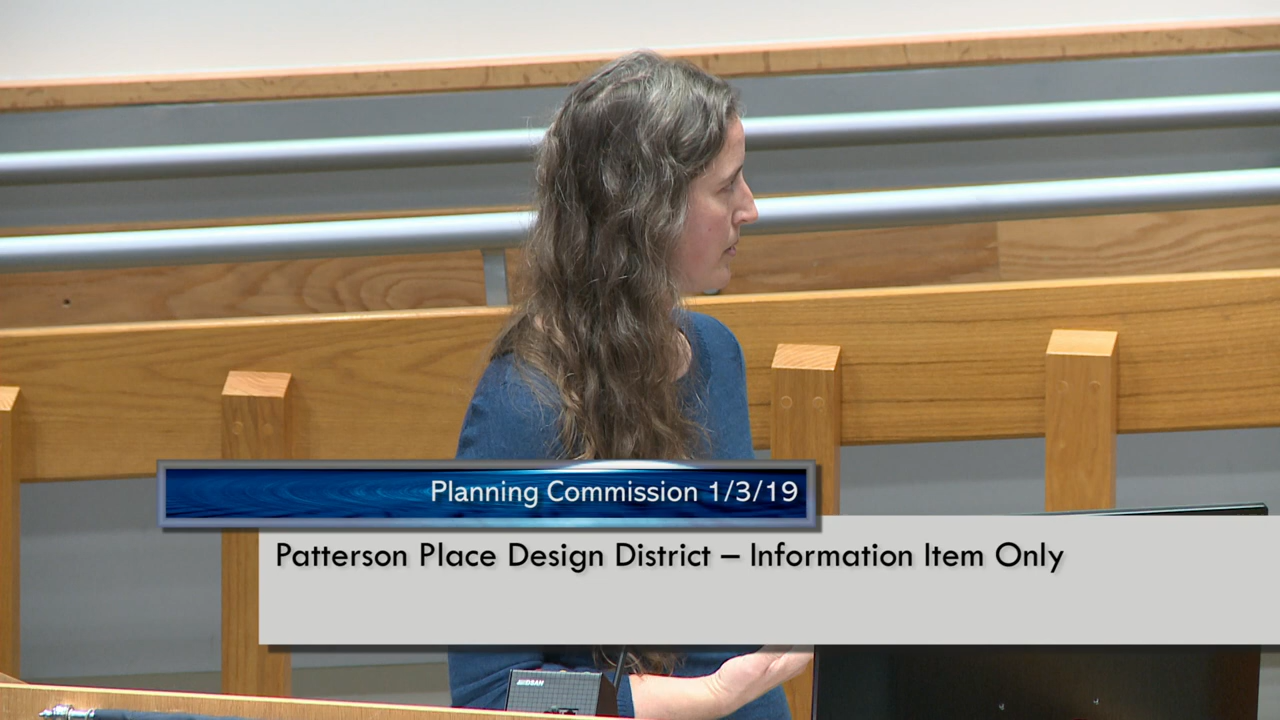 Planning Commission 1/3/19
Patterson Place Design District – Information Item Only